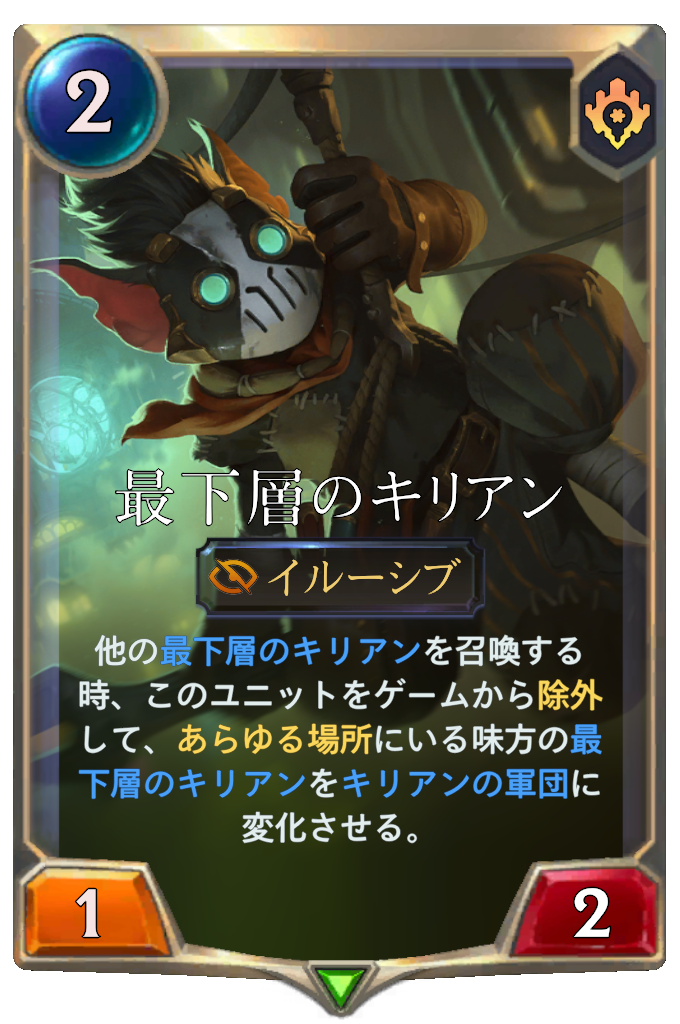 2
最下層のキリアン
イルーシブ
他の最下層のキリアンを召喚する
時、このユニットをゲームから除外
して、あらゆる場所にいる味方の最
下層のキリアンをキリアンの軍団に
変化させる。
1
2